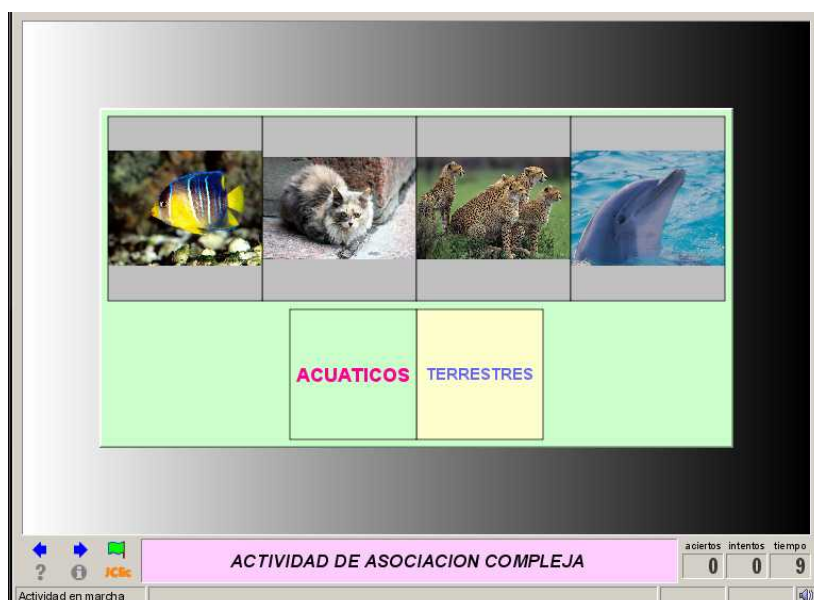 ACUATICOS
TERRESTRES
ACTIVIDAD DE ASOCIACION COMPLEJA
aciertos intentos tiempo
0 0 9
? i JClic
Actividad en marcha